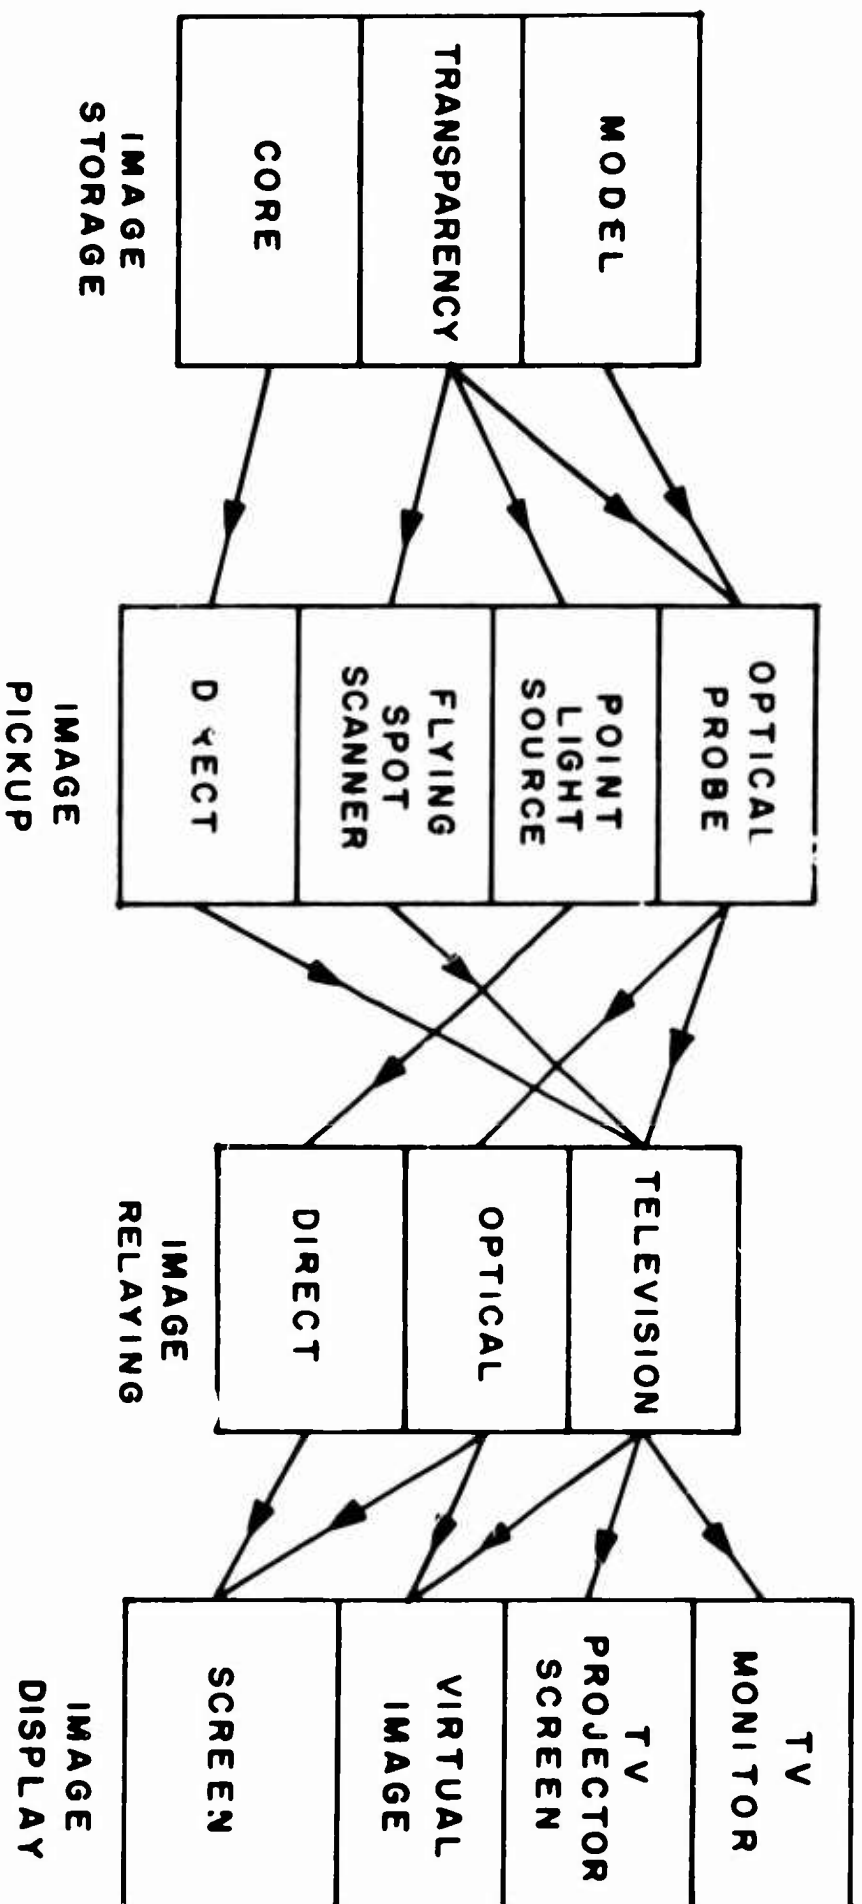 MODEL
TRANSPARENCY
CORE
IMAGE
STORAGE
OPTICAL
PROBE
POINT
LIGHT
SOURCE
FLYING
SPOT
SCANNER
DIRECT
IMAGE
PICKUP
TELEVISION
OPTICAL
DIRECT
IMAGE
RELAYING
TV
MONITOR
TV
PROJECTOR
SCREEN
VIRTUAL
IMAGE
SCREEN
IMAGE
DISPLAY